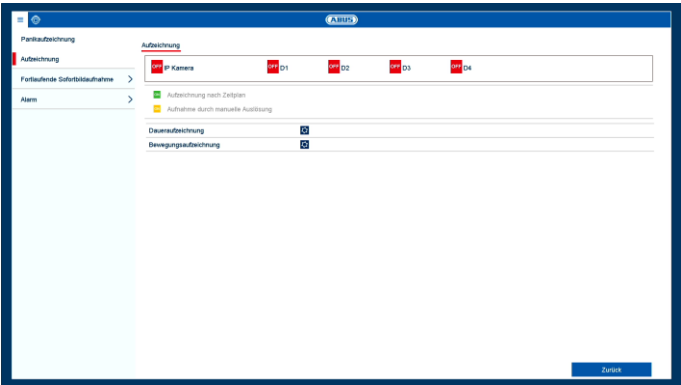 ABUS
Panikaufzeichnung
Aufzeichnung
Fortlaufende Sofortbildaufnahme
Alarm
Aufzeichnung
OFF IP Kamera OFF D1 OFF D2 OFF D3 OFF D4
Aufzeichnung nach Zeitplan
Aufnahme durch manuelle Auslösung
Daueraufzeichnung
Bewegungsaufzeichnung
Zurück